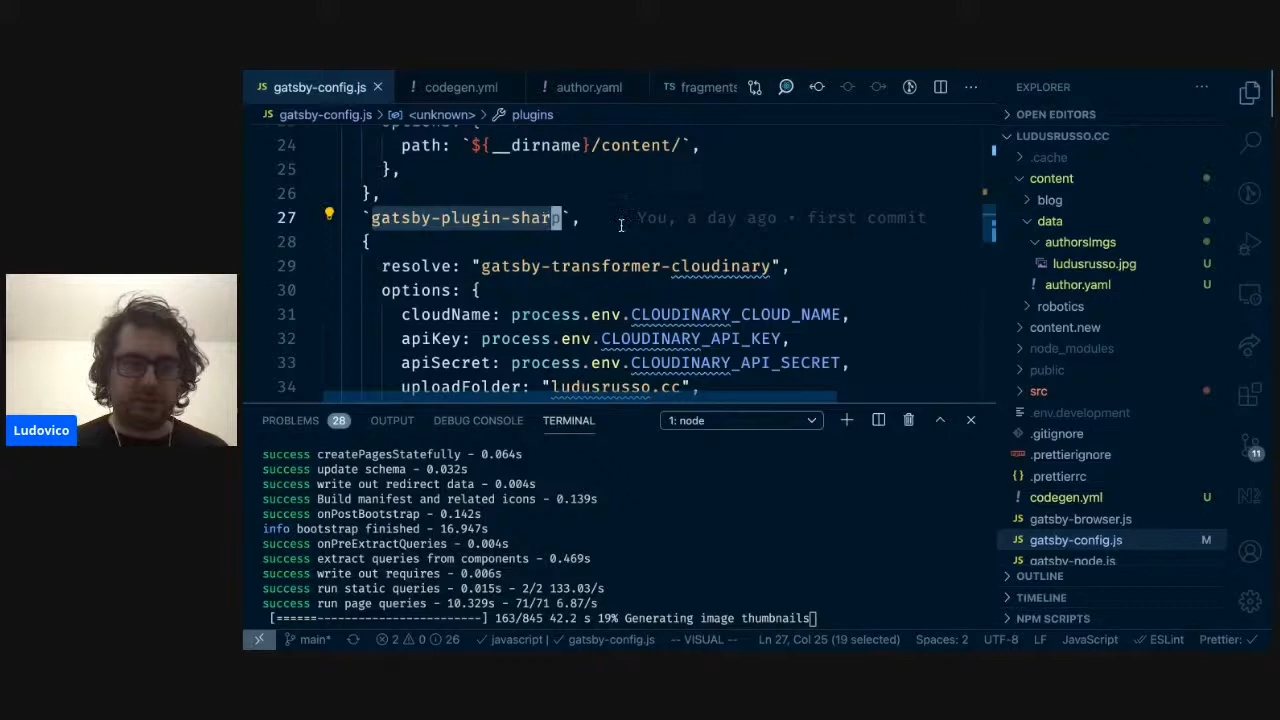 gatsby-config.js
codegen.yml
author.yaml
TS fragments
EXPLORER
JS gatsby-config.js > <unknown> > plugins
OPEN EDITORS
LUDUSRUSSO.CC
.cache
content
blog
data
authorsImgs
ludusrusso.jpg U
author.yaml U
robotics
content.new
node_modules
public
src
.env.development
.gitignore
.prettierignore
.prettierrc
codegen.yml U
JS gatsby-browser.js
JS gatsby-config.js M
JS gatsby-node.js
OUTLINE
TIMELINE
NPM SCRIPTS
11
24 path: `${__dirname}/content/`,
25 },
26 },
27 `gatsby-plugin-sharp`, You, a day ago • first commit
28 {
29 resolve: "gatsby-transformer-cloudinary",
30 options: {
31 cloudName: process.env.CLOUDINARY_CLOUD_NAME,
32 apiKey: process.env.CLOUDINARY_API_KEY,
33 apiSecret: process.env.CLOUDINARY_API_SECRET,
34 uploadFolder: "ludusrusso.cc",
Ludovico
PROBLEMS 28 OUTPUT DEBUG CONSOLE TERMINAL 1: node
success createPagesStatefully - 0.064s
success update schema - 0.032s
success write out redirect data - 0.004s
success Build manifest and related icons - 0.139s
success onPostBootstrap - 0.142s
info bootstrap finished - 16.947s
success onPreExtractQueries - 0.004s
success extract queries from components - 0.469s
success write out requires - 0.006s
success run static queries - 0.015s - 2/2 133.03/s
success run page queries - 10.329s - 71/71 6.87/s
[======------------------------] 163/845 42.2 s 19% Generating image thumbnails
main* 2 0 26 javascript | gatsby-config.js -- VISUAL -- Ln 27, Col 25 (19 selected) Spaces: 2 UTF-8 LF JavaScript ESLint Prettier: